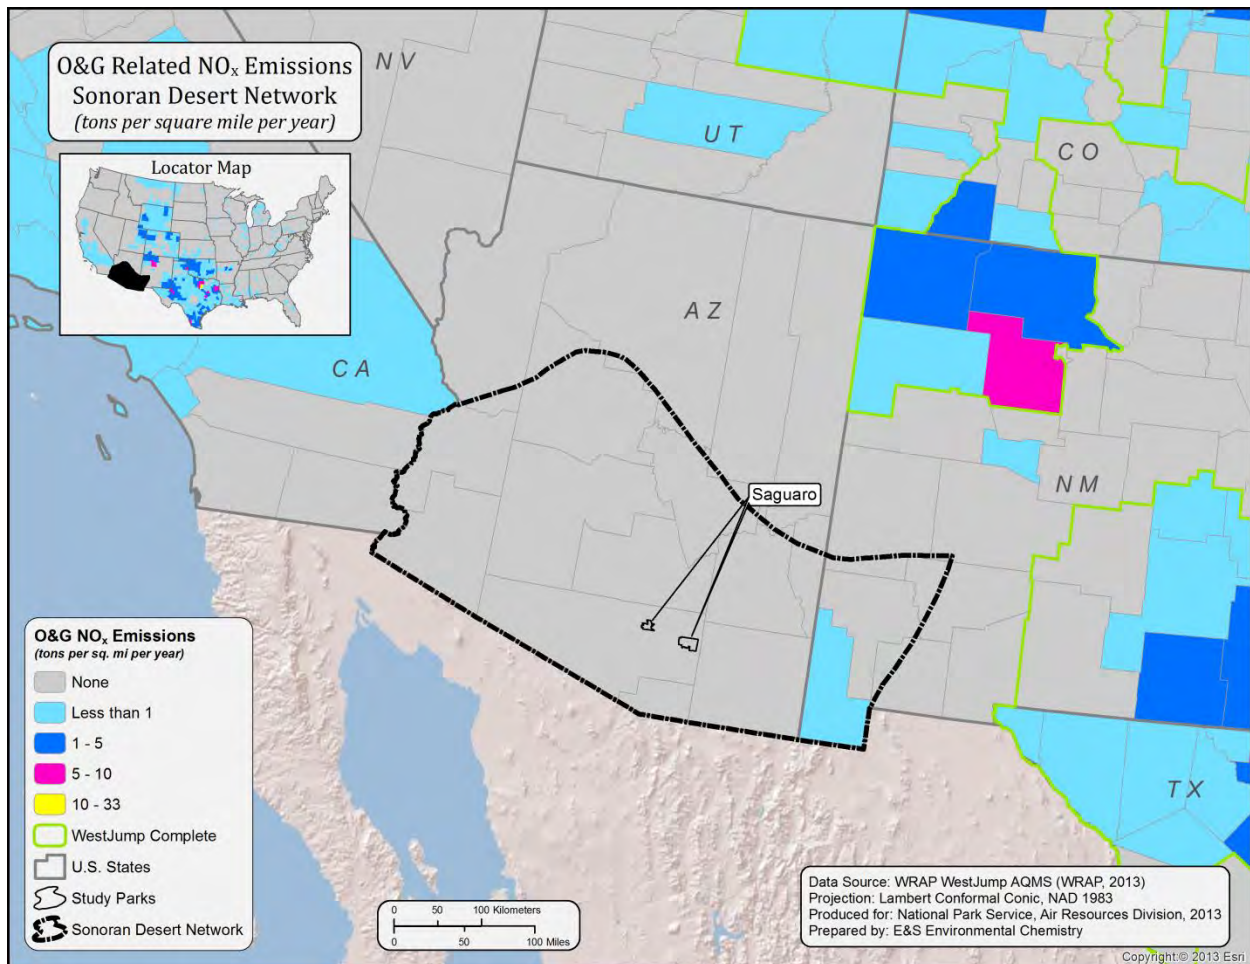 O&G Related NOx Emissions
Sonoran Desert Network
(tons per square mile per year)
Locator Map
NV
UT
CO
CA
AZ
NM
TX
Saguaro
O&G NOx Emissions
(tons per sq. mi per year)
None
Less than 1
1 - 5
5 - 10
10 - 33
WestJump Complete
U.S. States
Study Parks
Sonoran Desert Network
0 50 100 Kilometers
0 50 100 Miles
Data Source: WRAP WestJump AQMS (WRAP, 2013)
Projection: Lambert Conformal Conic, NAD 1983
Produced for: National Park Service, Air Resources Division, 2013
Prepared by: E&S Environmental Chemistry
Copyright:© 2013 Esri